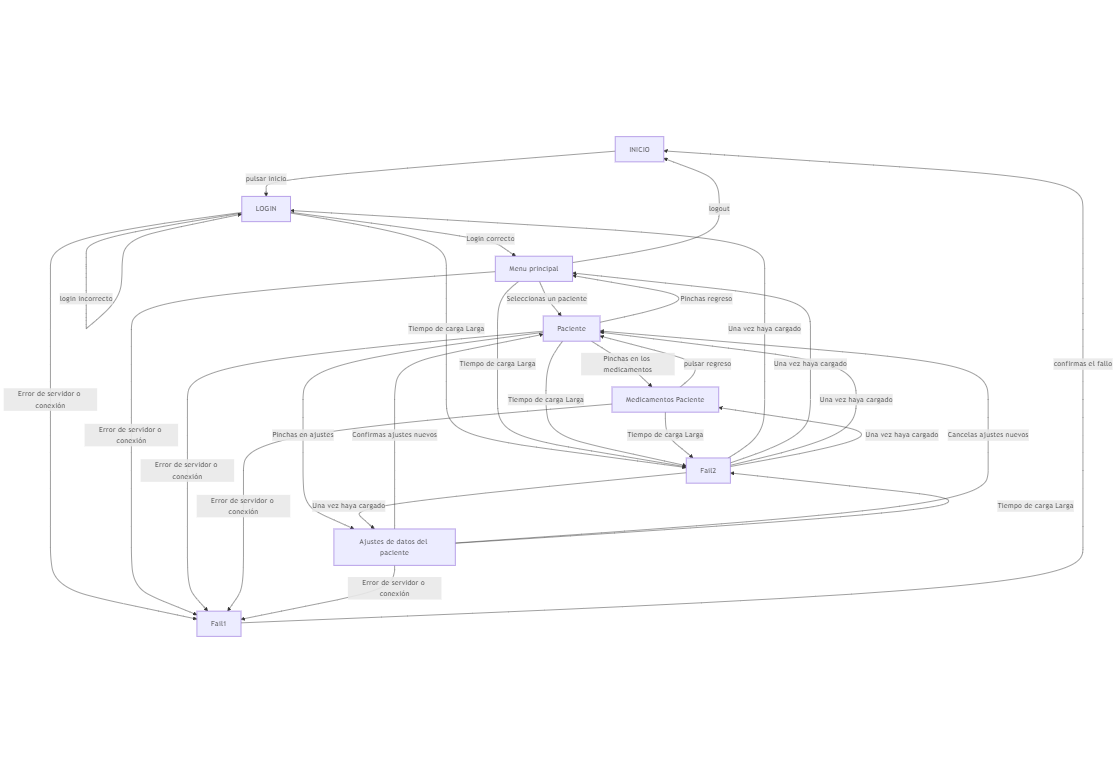 INICIO
pulsar inicio
LOGIN
logout
Login correcto
Menu principal
login incorrecto
Seleccionas un paciente
Pinchas regreso
Tiempo de carga Larga
Paciente
Una vez haya cargado
Tiempo de carga Larga
Pinchas en los
medicamentos
pulsar regreso
Una vez haya cargado
confirmas el fallo
Error de servidor o
conexión
Tiempo de carga Larga
Medicamentos Paciente
Una vez haya cargado
Error de servidor o
conexión
Pinchas en ajustes
Confirmas ajustes nuevos
Tiempo de carga Larga
Una vez haya cargado
Cancelas ajustes nuevos
Error de servidor o
conexión
Fail2
Error de servidor o
conexión
Una vez haya cargado
Tiempo de carga Larga
Ajustes de datos del
paciente
Error de servidor o
conexión
Fail1